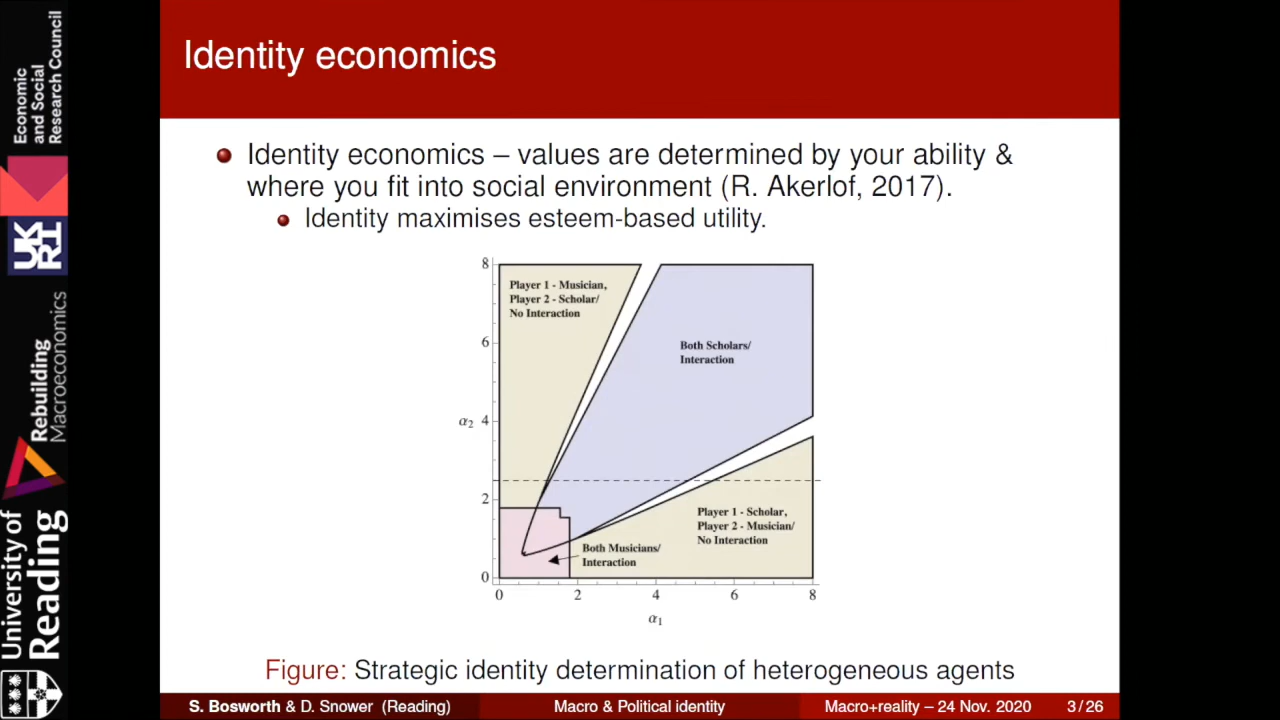 Identity economics
Identity economics – values are determined by your ability &
where you fit into social environment (R. Akerlof, 2017).
Identity maximises esteem-based utility.
8
6
α2 4
2
0
Player 1 - Musician,
Player 2 - Scholar/
No Interaction
Both Scholars/
Interaction
Player 1 - Scholar,
Player 2 - Musician/
No Interaction
Both Musicians/
Interaction
0 2 4 6 8
α1
Figure: Strategic identity determination of heterogeneous agents
S. Bosworth & D. Snower (Reading) Macro & Political identity Macro+reality – 24 Nov. 2020 3 / 26
Economic
and Social
Research Council
UK
RI
Rebuilding
Macroeconomics
University of
Reading